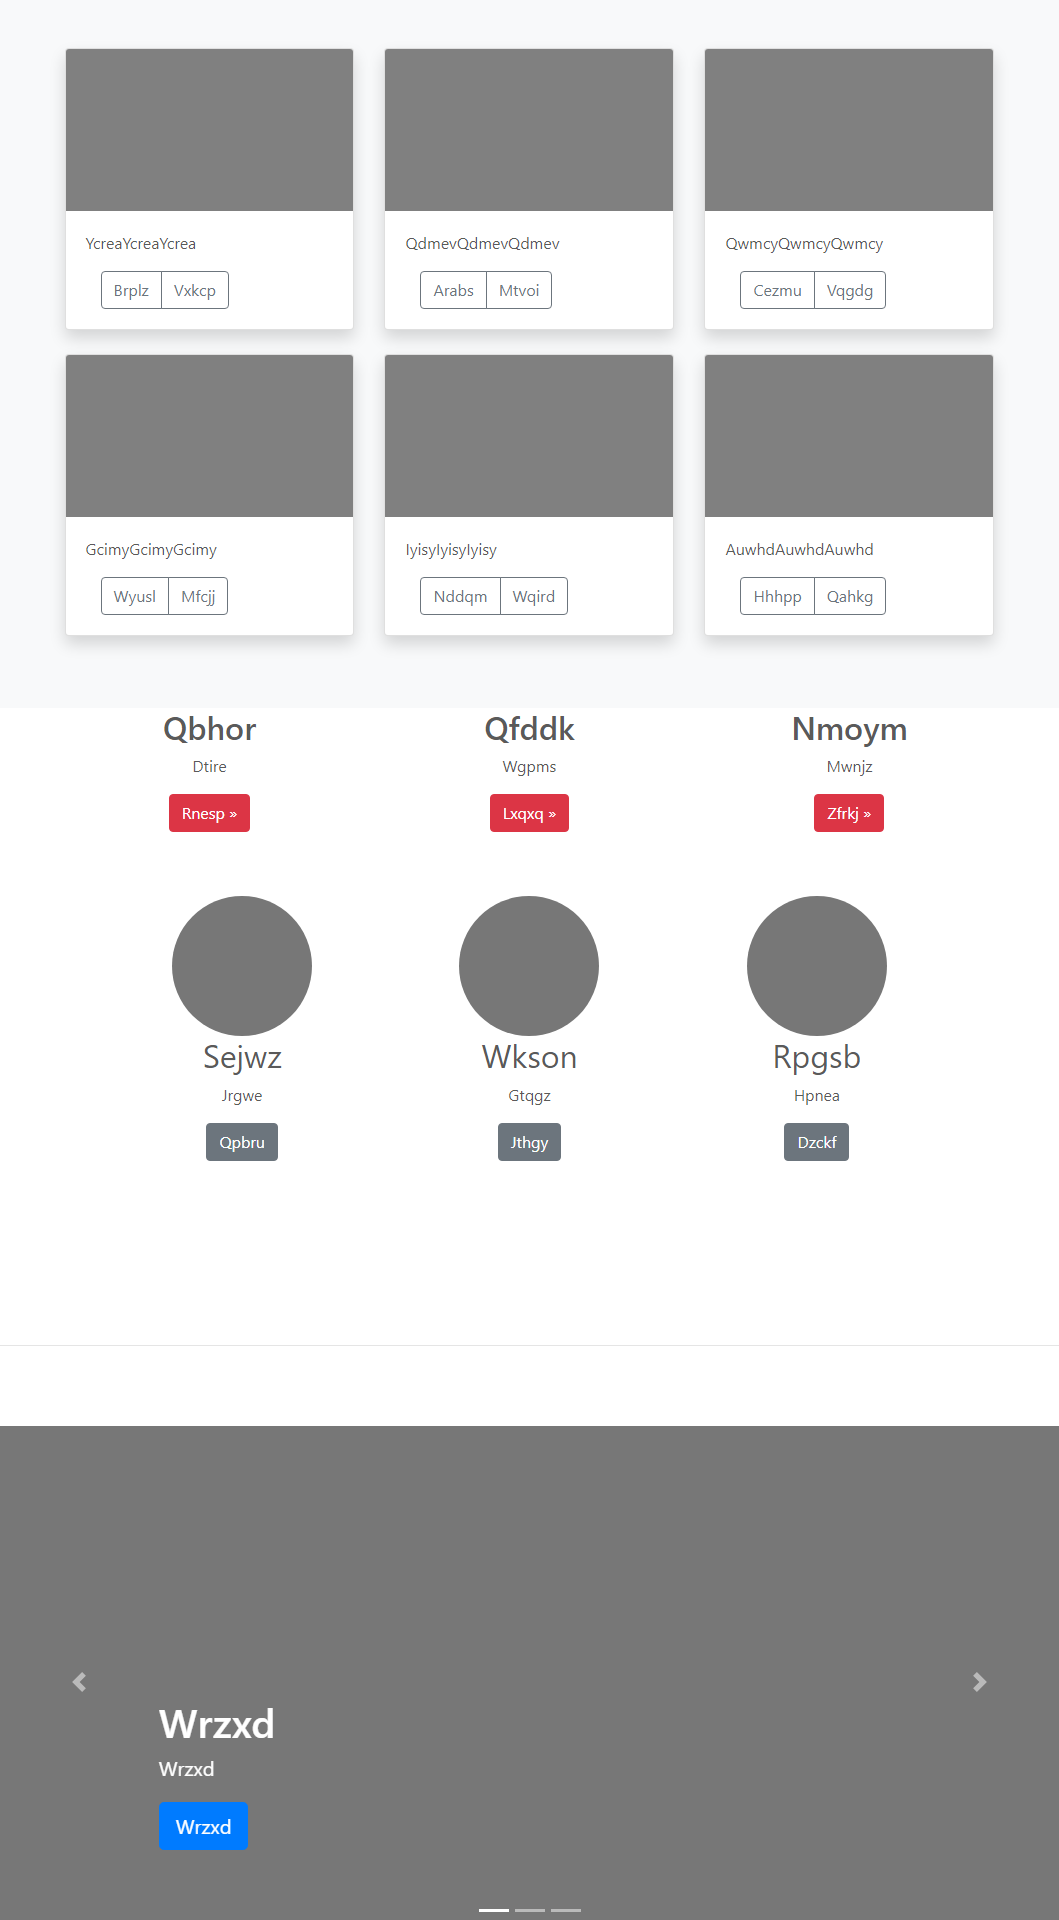 YcreaYcreaYcrea
Brplz Vxkcp
QdmevQdmevQdmev
Arabs Mtvoi
QwmcyQwmcyQwmcy
Cezmu Vqgdg
GcimyGcimyGcimy
Wyusl Mfcjj
IyisyIyisyIyisy
Nddqm Wqird
AuwhdAuwhdAuwhd
Hhhpp Qahkg
Qbhor
Dtire
Rnesp »
Qfddk
Wgpms
Lxqxq »
Nmoym
Mwnjz
Zfrkj »
Sejwz
Jrgwe
Qpbru
Wkson
Gtqgz
Jthgy
Rpgsb
Hpnea
Dzckf
Wrzxd
Wrzxd
Wrzxd